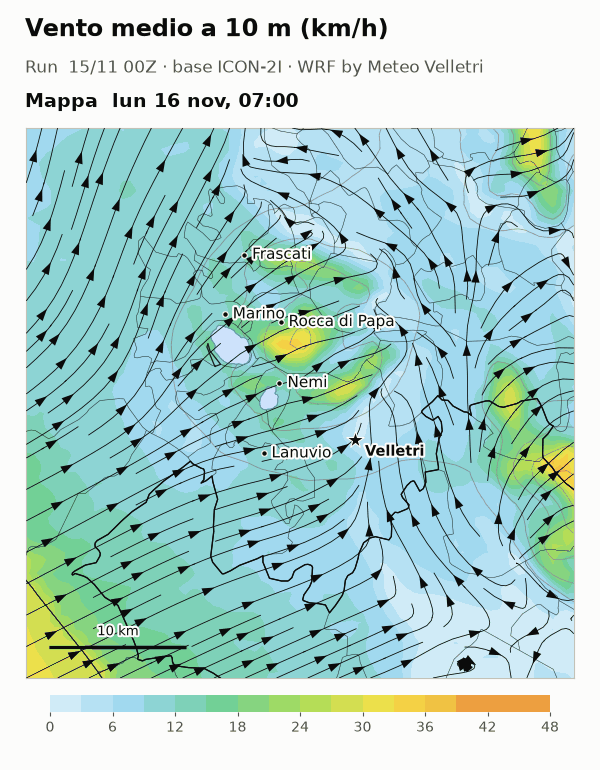 Vento medio a 10 m (km/h)
Run  15/11 00Z · base ICON-2I · WRF by Meteo Velletri
Mappa  lun 16 nov, 07:00
Frascati
Marino
Rocca di Papa
Nemi
Velletri
Lanuvio
10 km
0 6 12 18 24 30 36 42 48